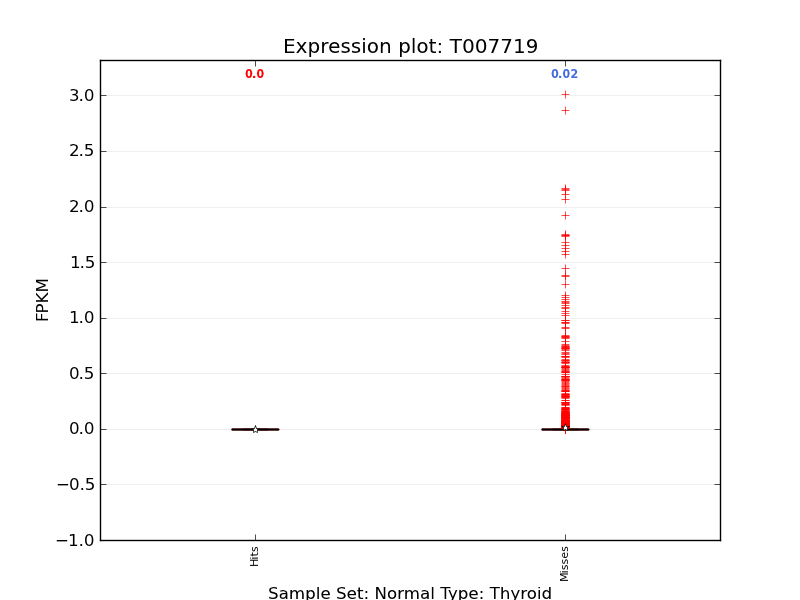 Expression plot: T007719
0.0 0.02
3.0
2.5
2.0
1.5
1.0
0.5
0.0
−0.5
−1.0
FPKM
Hits Misses
Sample Set: Normal Type: Thyroid